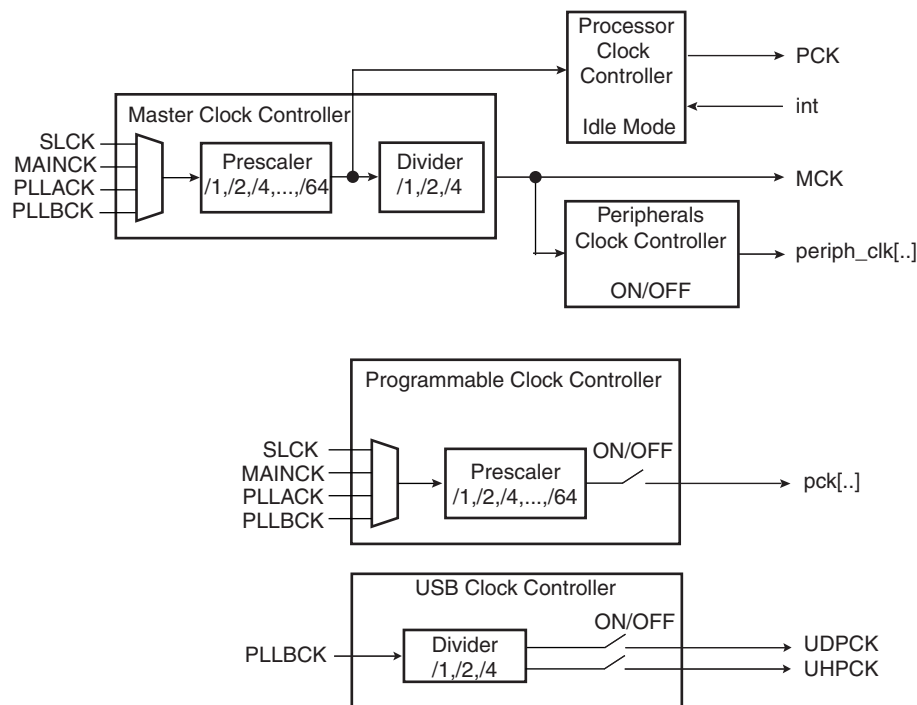 Processor
Clock
Controller
Idle Mode
PCK
int
Master Clock Controller
SLCK
MAINCK
PLLACK
PLLBCK
Prescaler
/1,/2,/4,...,/64
Divider
/1,/2,/4
MCK
Peripherals
Clock Controller
ON/OFF
periph_clk[..]
Programmable Clock Controller
SLCK
MAINCK
PLLACK
PLLBCK
Prescaler
/1,/2,/4,...,/64
ON/OFF
pck[..]
USB Clock Controller
PLLBCK
Divider
/1,/2,/4
ON/OFF
UDPCK
UHPCK